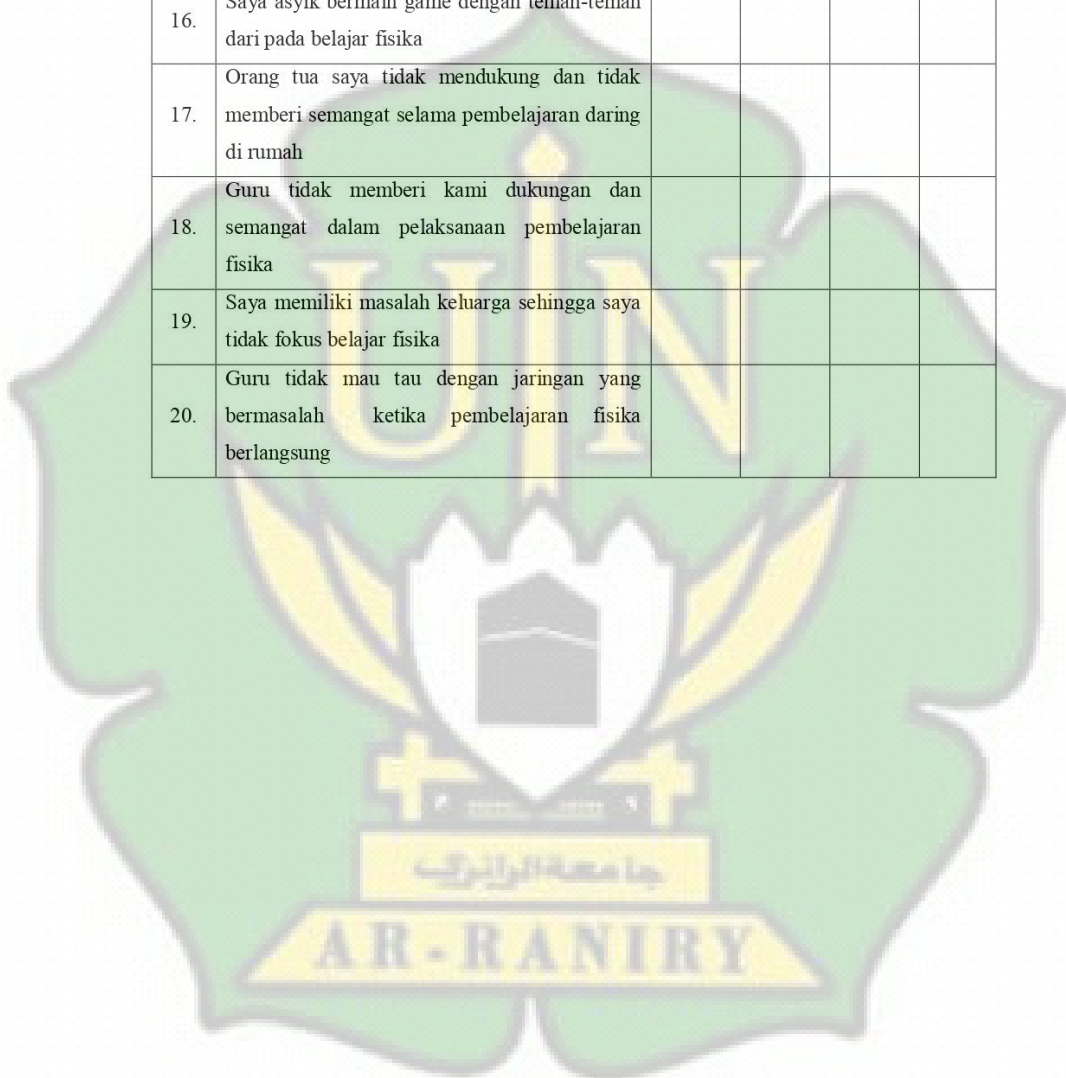 16.
Saya asyik bermain game dengan teman-teman
dari pada belajar fisika
17.
Orang tua saya tidak mendukung dan tidak
memberi semangat selama pembelajaran daring
di rumah
18.
Guru tidak memberi kami dukungan dan
semangat dalam pelaksanaan pembelajaran
fisika
19.
Saya memiliki masalah keluarga sehingga saya
tidak fokus belajar fisika
20.
Guru tidak mau tau dengan jaringan yang
bermasalah ketika pembelajaran fisika
berlangsung
UIN
جامعة الرانري
AR-RANIRY